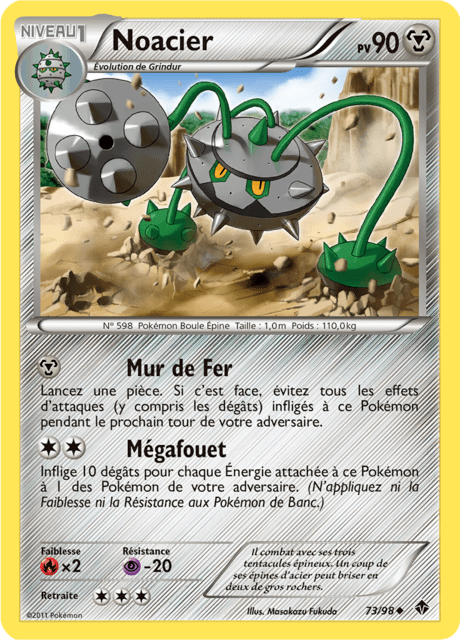 NIVEAU 1
Noacier
PV 90
Évolution de Grindur
N° 598 Pokémon Boule Épine Taille : 1,0m Poids : 110,0kg
Mur de Fer
Lancez une pièce. Si c'est face, évitez tous les effets
d'attaques (y compris les dégâts) infligés à ce Pokémon
pendant le prochain tour de votre adversaire.
Mégafouet
Inflige 10 dégâts pour chaque Énergie attachée à ce Pokémon
à 1 des Pokémon de votre adversaire. (N'appliquez ni la
Faiblesse ni la Résistance aux Pokémon de Banc.)
Faiblesse
×2
Résistance
-20
Retraite
Il combat avec ses trois
tentacules épineux. Un coup de
ses épines d'acier peut briser en
deux de gros rochers.
©2011 Pokémon
Illus. Masakazu Fukuda
73/98